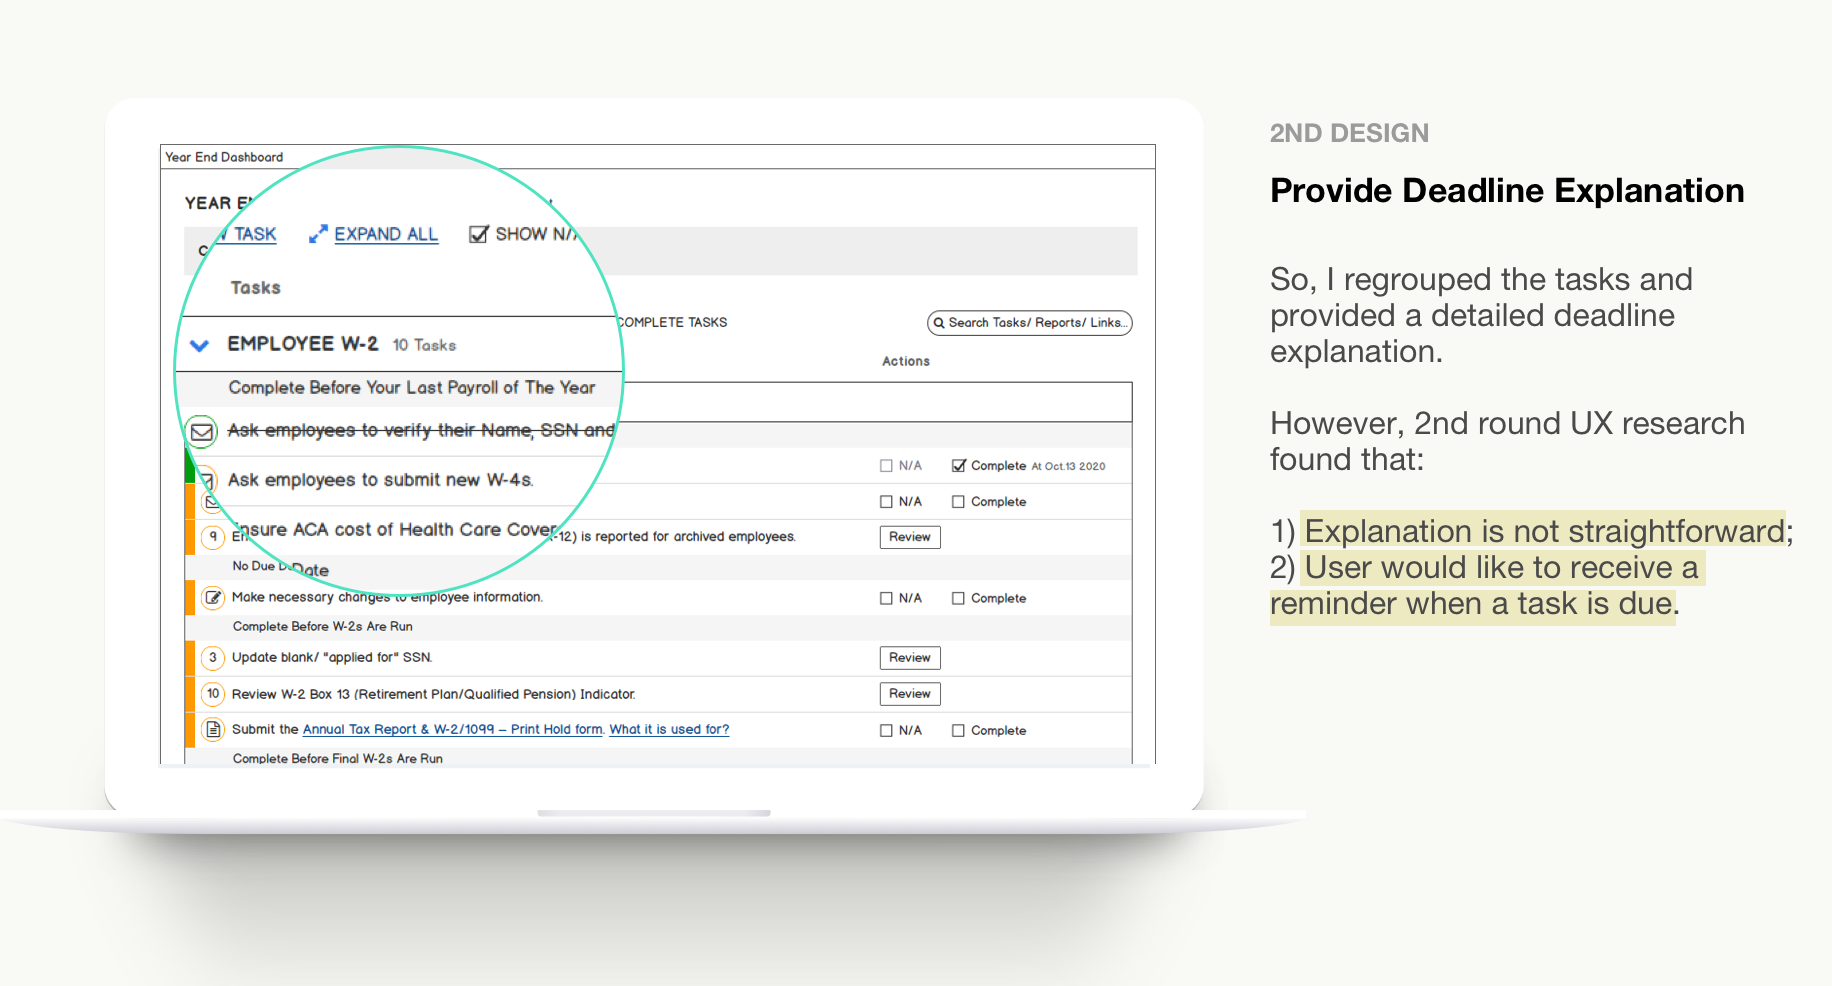 Year End Dashboard
YEAR
TASK
EXPAND ALL
SHOW N/A
Tasks
COMPLETE TASKS
Search Tasks/ Reports/ Links...
Actions
EMPLOYEE W-2 10 Tasks
Complete Before Your Last Payroll of The Year
Ask employees to verify their Name, SSN and
N/A Complete At Oct.13 2020
Ask employees to submit new W-4s.
N/A Complete
9 Insure ACA cost of Health Care Cover -12) is reported for archived employees. Review
No Due Date
Make necessary changes to employee information. N/A Complete
Complete Before W-2s Are Run
3 Update blank/ "applied for" SSN. Review
10 Review W-2 Box 13 (Retirement Plan/Qualified Pension) Indicator. Review
Submit the Annual Tax Report & W-2/1099 – Print Hold form. What it is used for? N/A Complete
Complete Before Final W-2s Are Run
2ND DESIGN
Provide Deadline Explanation
So, I regrouped the tasks and
provided a detailed deadline
explanation.
However, 2nd round UX research
found that:
1) Explanation is not straightforward;
2) User would like to receive a
reminder when a task is due.